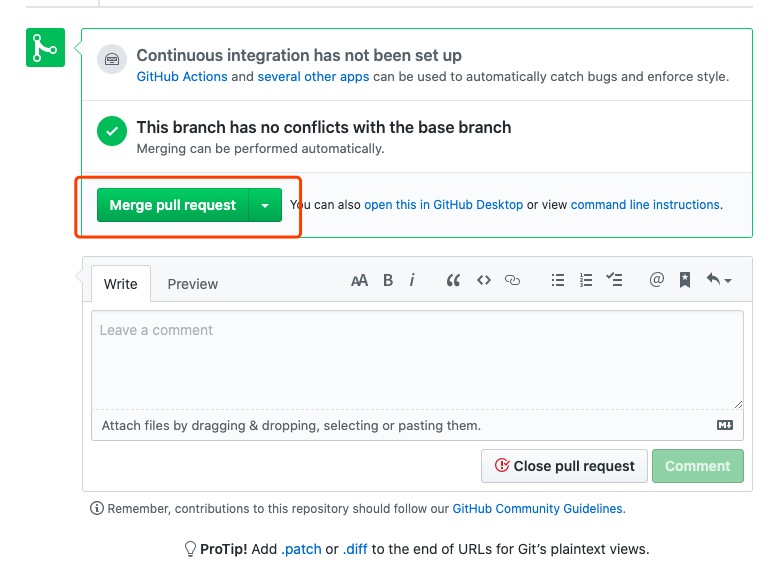 Continuous integration has not been set up
GitHub Actions and several other apps can be used to automatically catch bugs and enforce style.
This branch has no conflicts with the base branch
Merging can be performed automatically.
Merge pull request
You can also open this in GitHub Desktop or view command line instructions.
Write Preview AA B i @
Leave a comment
Attach files by dragging & dropping, selecting or pasting them.
Close pull request Comment
Remember, contributions to this repository should follow our GitHub Community Guidelines.
ProTip! Add .patch or .diff to the end of URLs for Git's plaintext views.